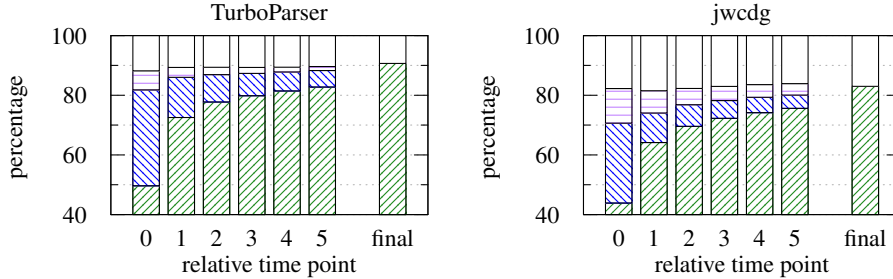 TurboParser
100
80
60
40
percentage
0 1 2 3 4 5 final
relative time point
jwcdg
100
80
60
40
percentage
0 1 2 3 4 5 final
relative time point